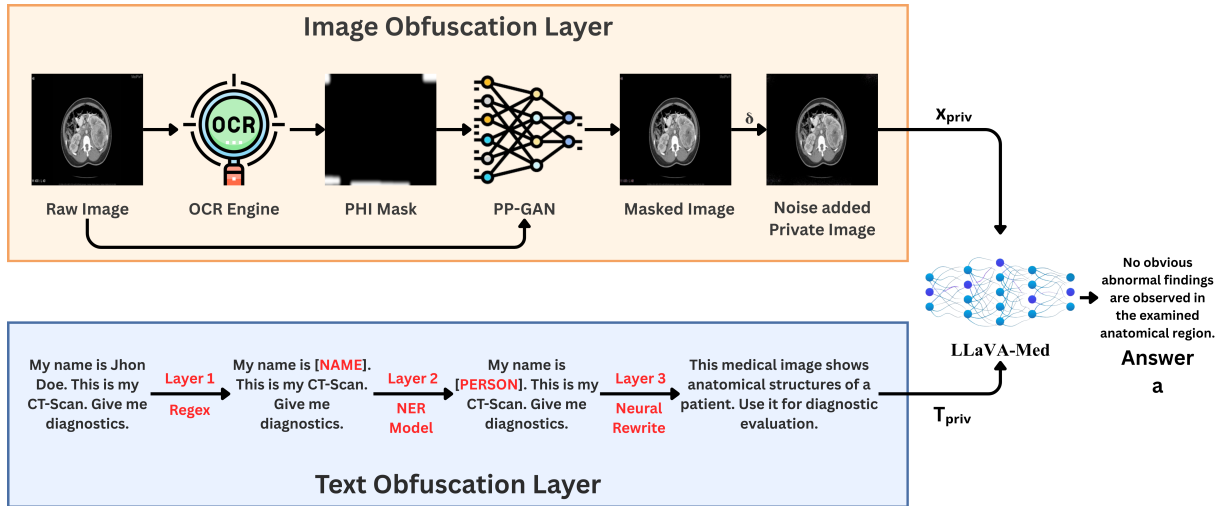 Image Obfuscation Layer
OCR
Raw Image
OCR Engine
PHI Mask
PP-GAN
Masked Image
δ
Noise added
Private Image
x_priv
No obvious
abnormal findings
are observed in
the examined
anatomical region.
LLaVA-Med
Answer
a
My name is Jhon
Doe. This is my
CT-Scan. Give me
diagnostics.
Layer 1
Regex
My name is [NAME].
This is my CT-Scan.
Give me
diagnostics.
Layer 2
NER
Model
My name is
[PERSON]. This is my
CT-Scan. Give me
diagnostics.
Layer 3
Neural
Rewrite
This medical image shows
anatomical structures of a
patient. Use it for diagnostic
evaluation.
T_priv
Text Obfuscation Layer